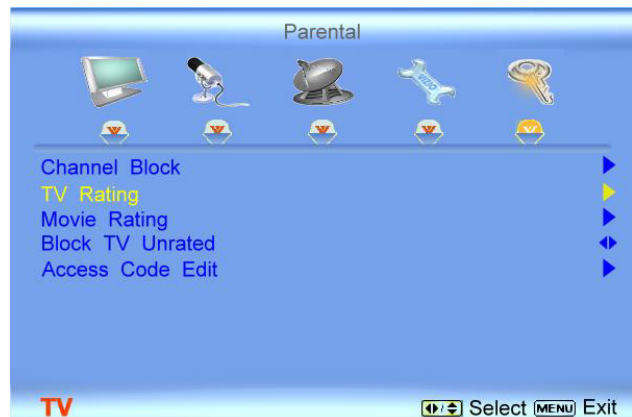 Parental
Channel Block
TV Rating
Movie Rating
Block TV Unrated
Access Code Edit
TV Select MENU Exit